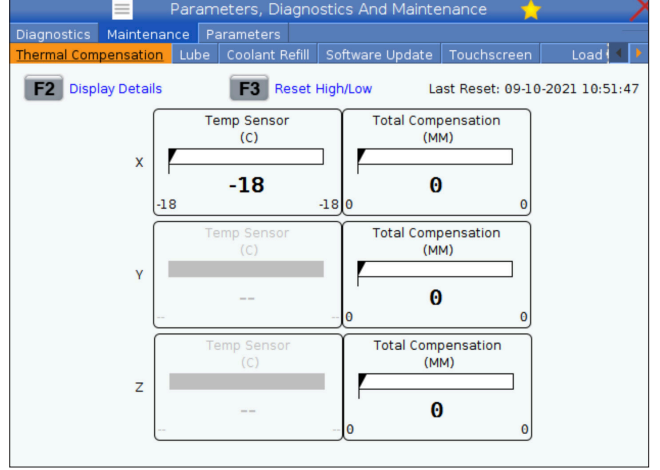 Parameters, Diagnostics And Maintenance
Diagnostics Maintenance Parameters
Thermal Compensation Lube Coolant Refill Software Update Touchscreen Load
F2 Display Details F3 Reset High/Low Last Reset: 09-10-2021 10:51:47
Temp Sensor Total Compensation
(C) (MM)
X
-18 0
-18 -18 0 0
Temp Sensor Total Compensation
(C) (MM)
Y
-- 0
-- -- 0 0
Temp Sensor Total Compensation
(C) (MM)
Z
-- 0
-- -- 0 0